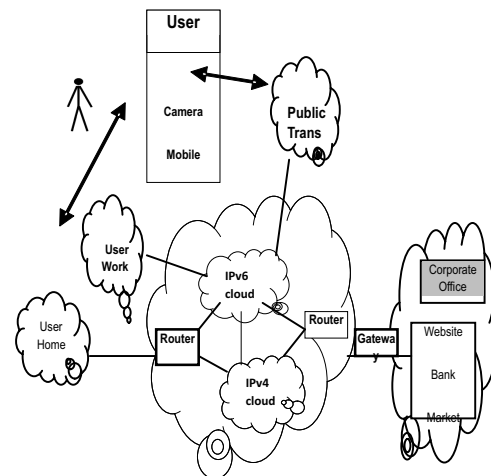 User
Camera
Mobile
Public
Trans
User
Work
IPv6
cloud
Corporate
Office
User
Home
Router
Router
Gatewa
y
Website
Bank
Market
IPv4
cloud